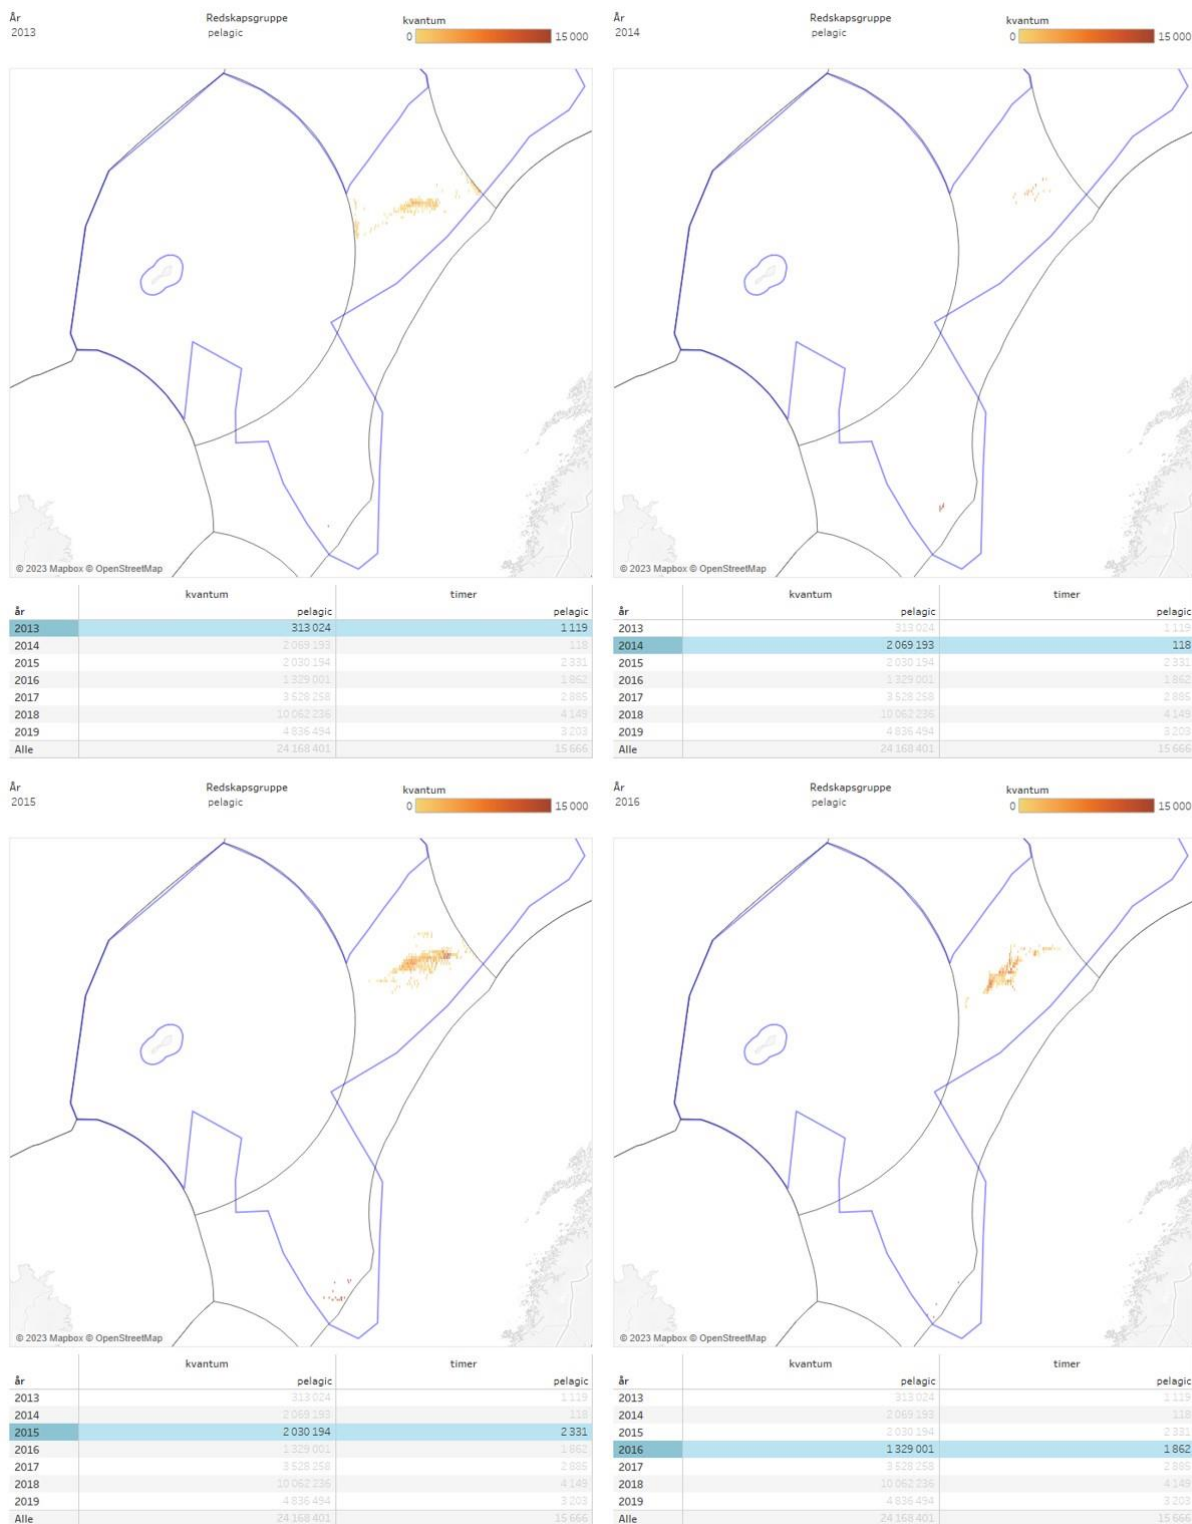 År
2013
Redskapsgruppe
pelagic
kvantum
0 15 000
© 2023 Mapbox © OpenStreetMap
kvantum timer
år pelagic pelagic
2013 313 024 1 119
2014 2 069 193 118
2015 2 030 194 2 331
2016 1 329 001 1 862
2017 3 528 258 2 885
2018 10 062 236 4 149
2019 4 836 494 3 203
Alle 24 168 401 15 666
År
2014
Redskapsgruppe
pelagic
kvantum
0 15 000
© 2023 Mapbox © OpenStreetMap
kvantum timer
år pelagic pelagic
2013 313 024 1 119
2014 2 069 193 118
2015 2 030 194 2 331
2016 1 329 001 1 862
2017 3 528 258 2 885
2018 10 062 236 4 149
2019 4 836 494 3 203
Alle 24 168 401 15 666
År
2015
Redskapsgruppe
pelagic
kvantum
0 15 000
© 2023 Mapbox © OpenStreetMap
kvantum timer
år pelagic pelagic
2013 313 024 1 119
2014 2 069 193 118
2015 2 030 194 2 331
2016 1 329 001 1 862
2017 3 528 258 2 885
2018 10 062 236 4 149
2019 4 836 494 3 203
Alle 24 168 401 15 666
År
2016
Redskapsgruppe
pelagic
kvantum
0 15 000
© 2023 Mapbox © OpenStreetMap
kvantum timer
år pelagic pelagic
2013 313 024 1 119
2014 2 069 193 118
2015 2 030 194 2 331
2016 1 329 001 1 862
2017 3 528 258 2 885
2018 10 062 236 4 149
2019 4 836 494 3 203
Alle 24 168 401 15 666